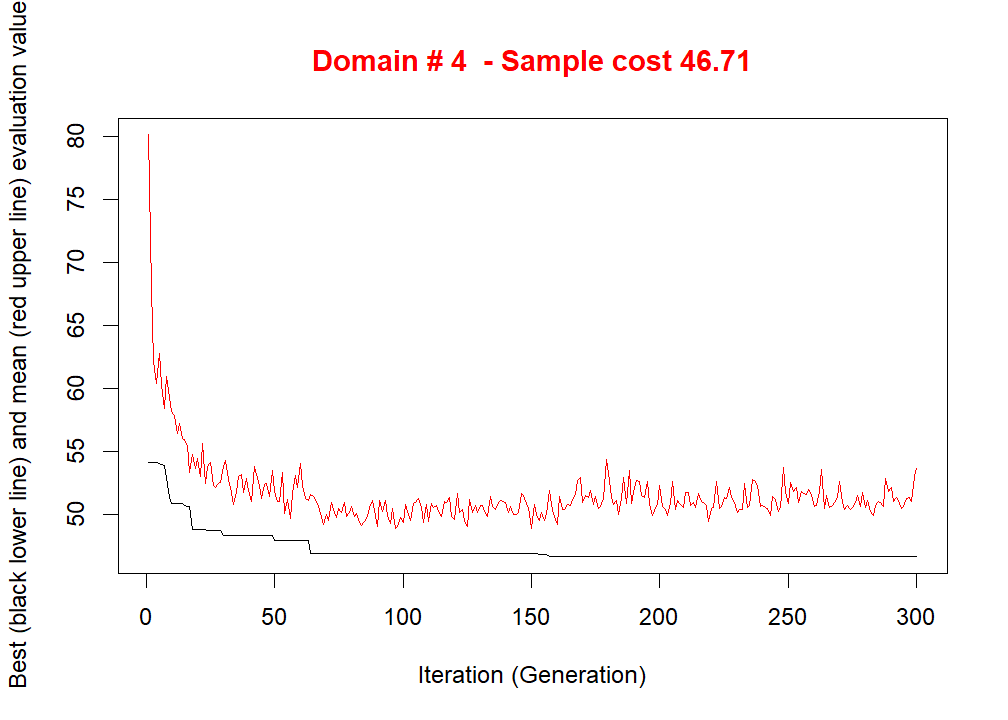 Domain # 4  - Sample cost 46.71
Best (black lower line) and mean (red upper line) evaluation value
80
75
70
65
60
55
50
0 50 100 150 200 250 300
Iteration (Generation)